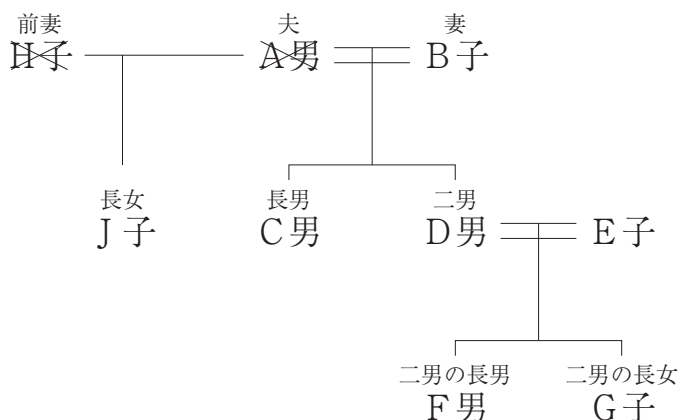 前妻 夫 妻
H子 A男 B子
長女 長男 二男
J子 C男 D男 E子
二男の長男 二男の長女
F男 G子